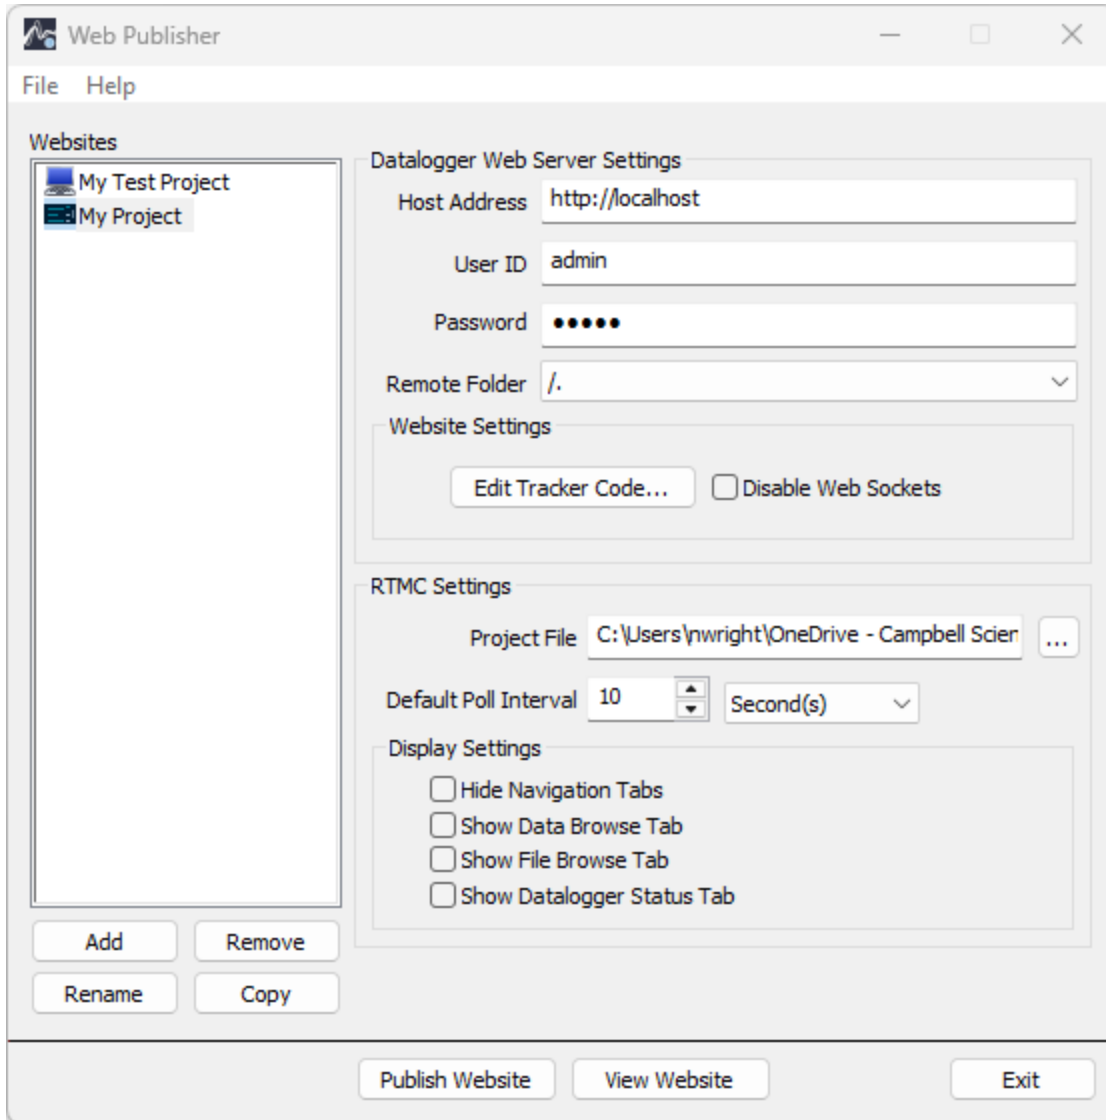 Web Publisher
File Help
Websites
My Test Project
My Project
Add Remove
Rename Copy
Datalogger Web Server Settings
Host Address http://localhost
User ID admin
Password •••••
Remote Folder /.
Website Settings
Edit Tracker Code... Disable Web Sockets
RTMC Settings
Project File C:\Users\nwright\OneDrive - Campbell Scien ...
Default Poll Interval 10 Second(s)
Display Settings
Hide Navigation Tabs
Show Data Browse Tab
Show File Browse Tab
Show Datalogger Status Tab
Publish Website View Website Exit